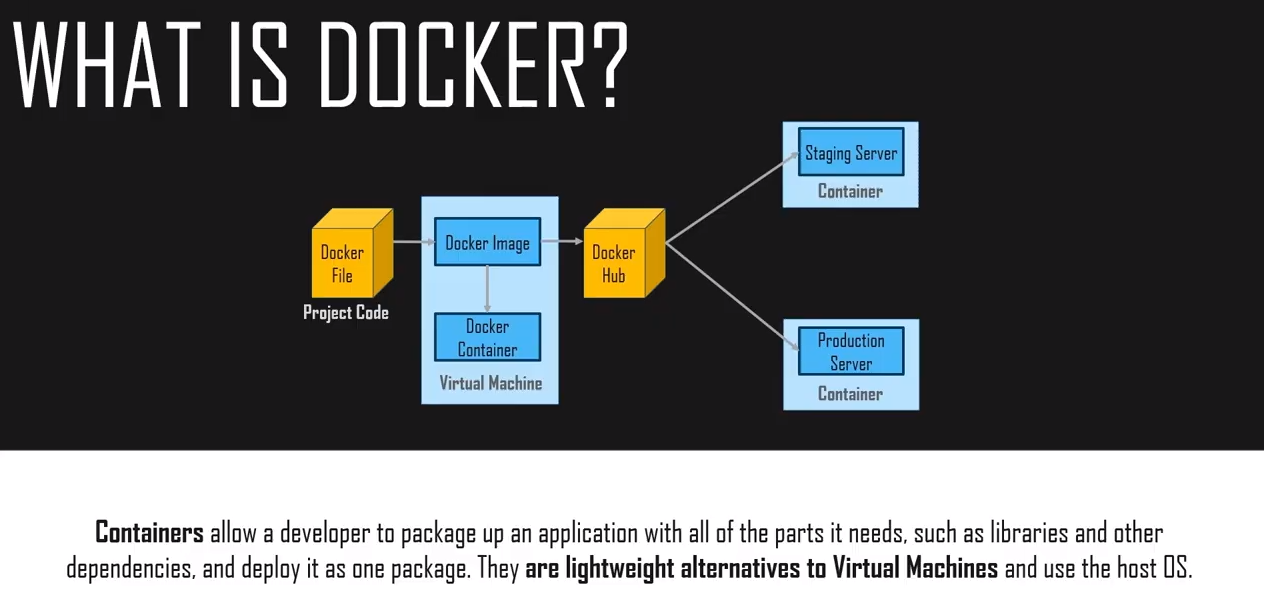 WHAT IS DOCKER?
Staging Server
Container
Docker
File
Project Code
Docker Image
Docker
Container
Virtual Machine
Docker
Hub
Production
Server
Container
Containers allow a developer to package up an application with all of the parts it needs, such as libraries and other
dependencies, and deploy it as one package. They are lightweight alternatives to Virtual Machines and use the host OS.